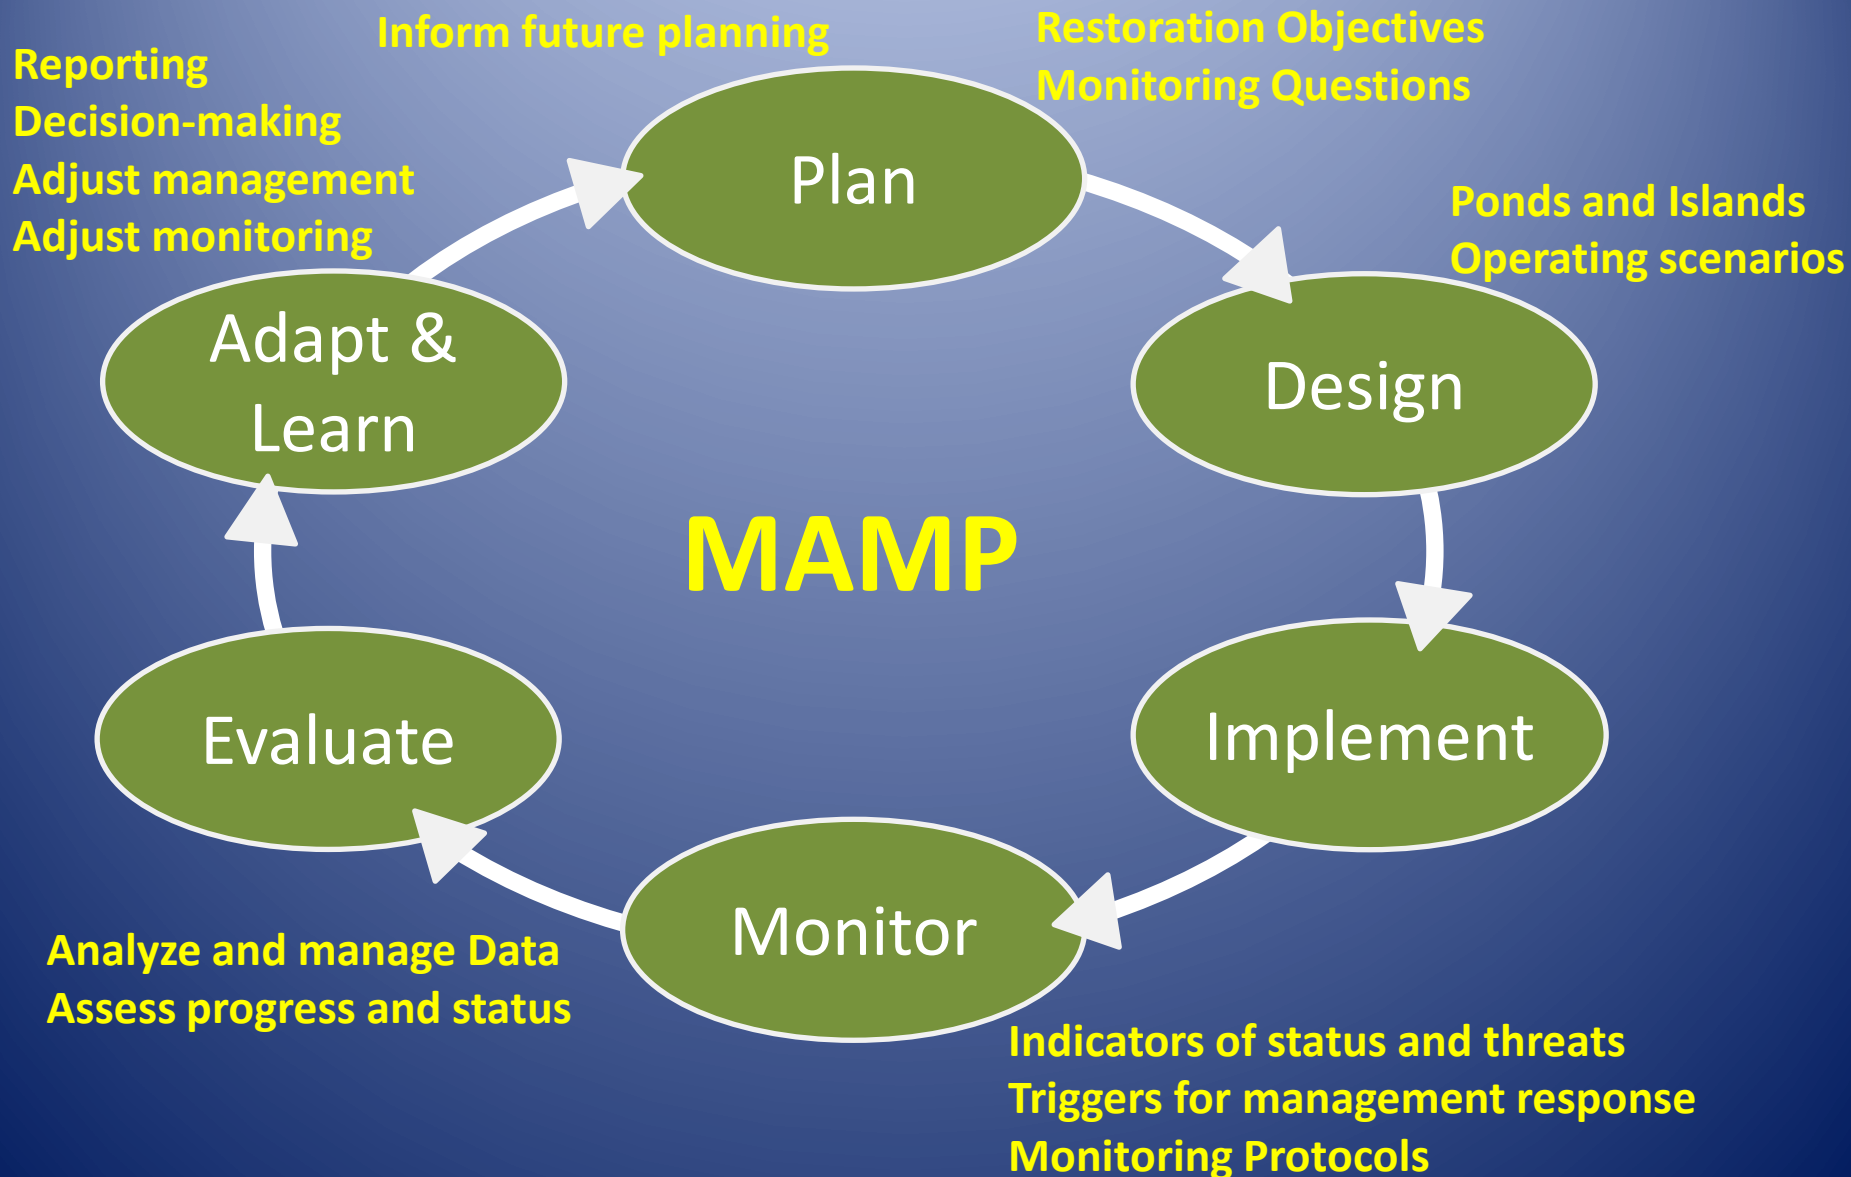 Inform future planning
Restoration Objectives
Monitoring Questions
Reporting
Decision-making
Adjust management
Adjust monitoring
Plan
Ponds and Islands
Operating scenarios
Adapt &
Learn
Design
MAMP
Evaluate
Implement
Monitor
Analyze and manage Data
Assess progress and status
Indicators of status and threats
Triggers for management response
Monitoring Protocols